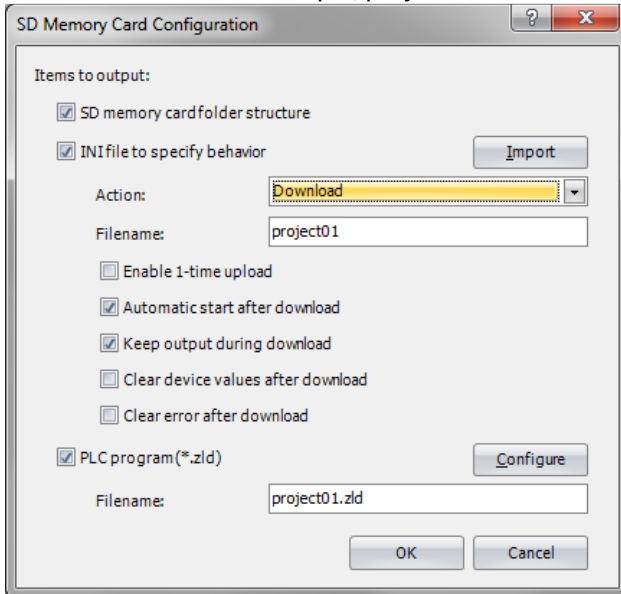 SD Memory Card Configuration
Items to output:
SD memory card folder structure
INI file to specify behavior
Import
Action:
Download
Filename:
project01
Enable 1-time upload
Automatic start after download
Keep output during download
Clear device values after download
Clear error after download
PLC program(*.zld)
Configure
Filename:
project01.zld
OK
Cancel